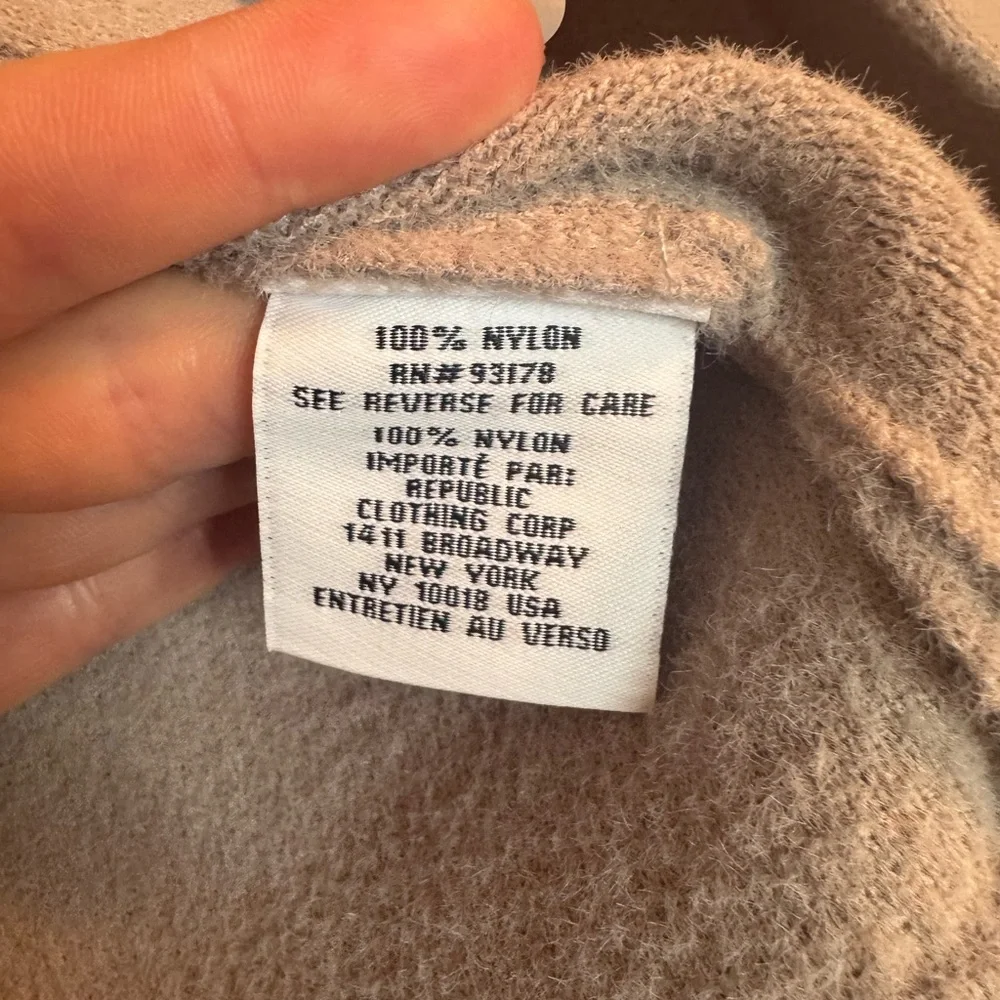 100% NYLON
RN# 93178
SEE REVERSE FOR CARE
100% NYLON
IMPORTÉ PAR:
REPUBLIC
CLOTHING CORP
1411 BROADWAY
NEW YORK
NY 10018 USA
ENTRETIEN AU VERSO